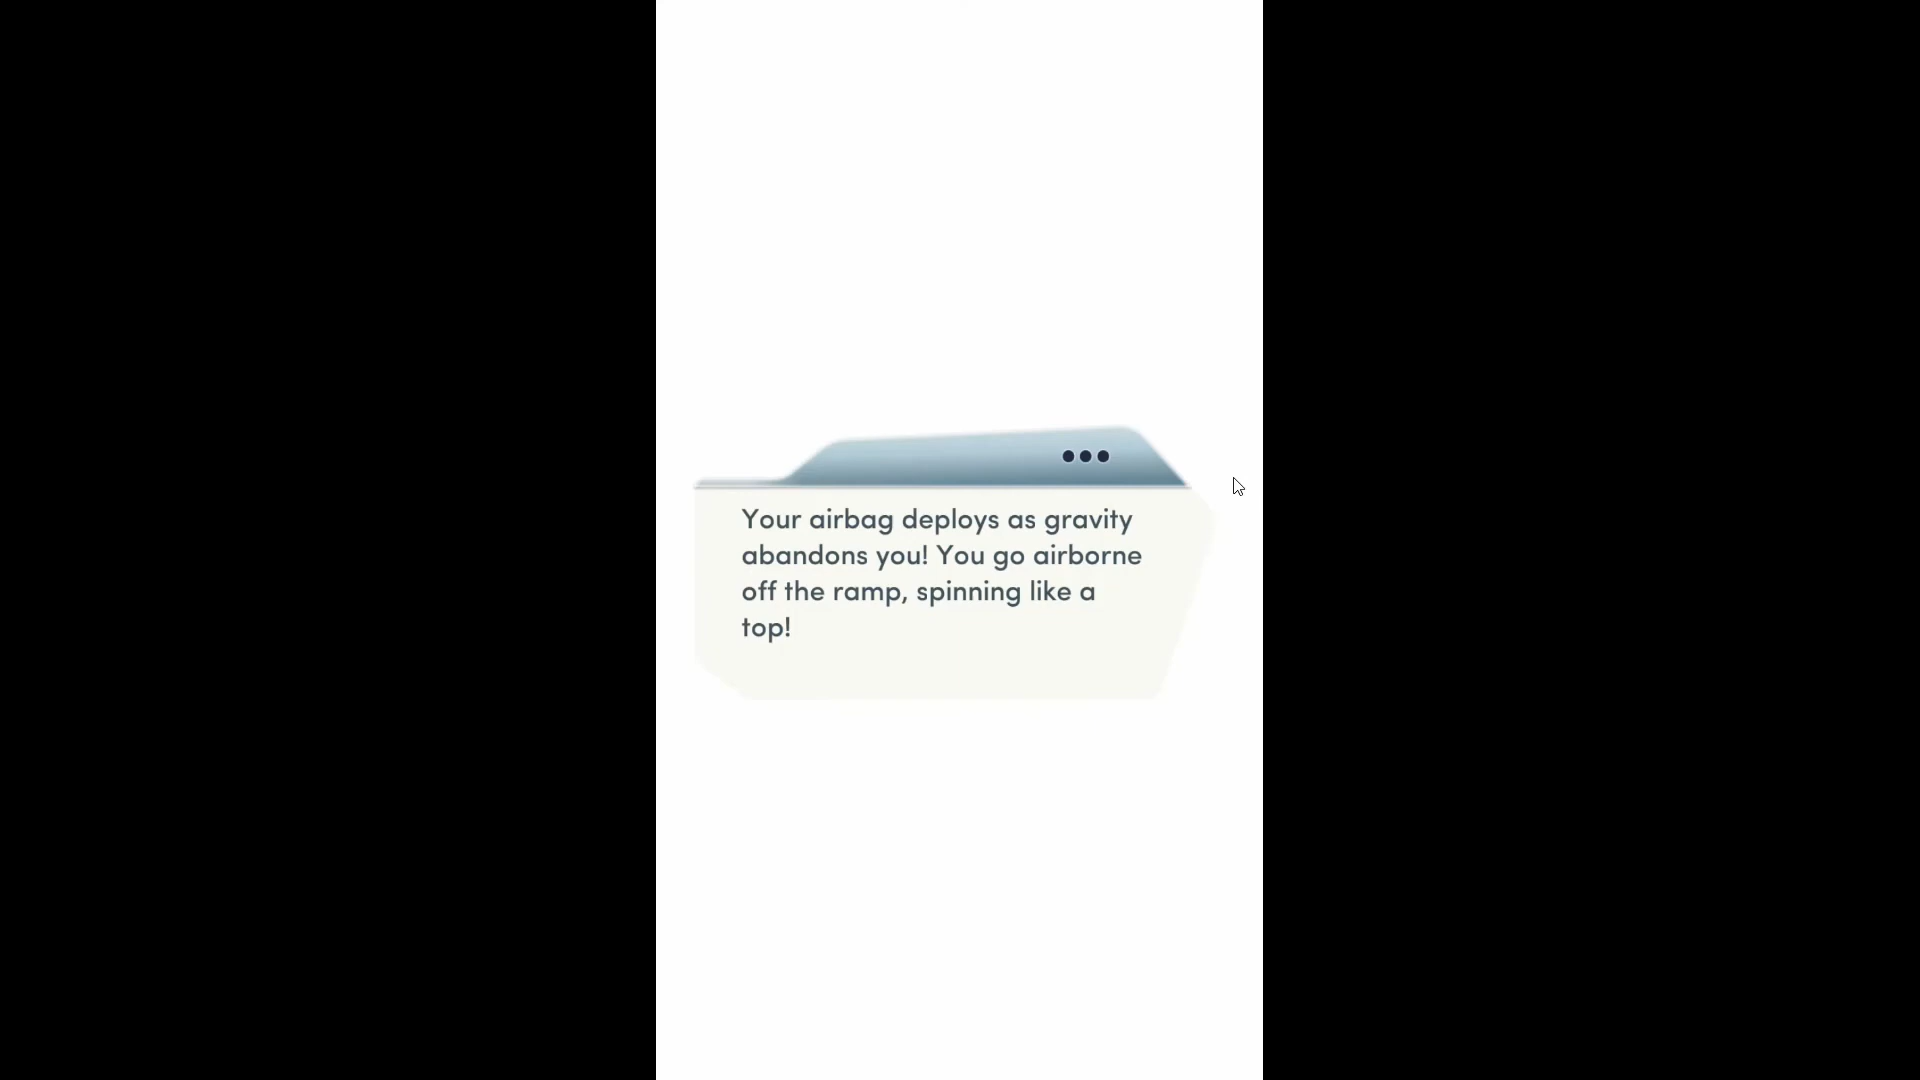 Your airbag deploys as gravity
abandons you! You go airborne
off the ramp, spinning like a
top!